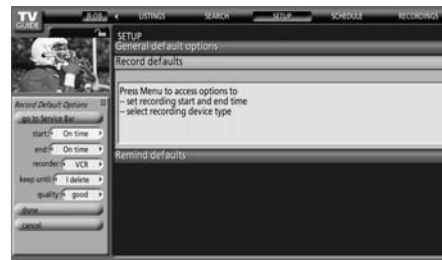 TV
GUIDE
8:08
LISTINGS
SEARCH
SETUP
SCHEDULE
RECORDINGS
SETUP
General default options
Record defaults
Press Menu to access options to
– set recording start and end time
– select recording device type
Remind defaults
Record Default Options
go to Service Bar
start: On time
end: On time
recorder: VCR
keep until: I delete
quality: good
done
cancel